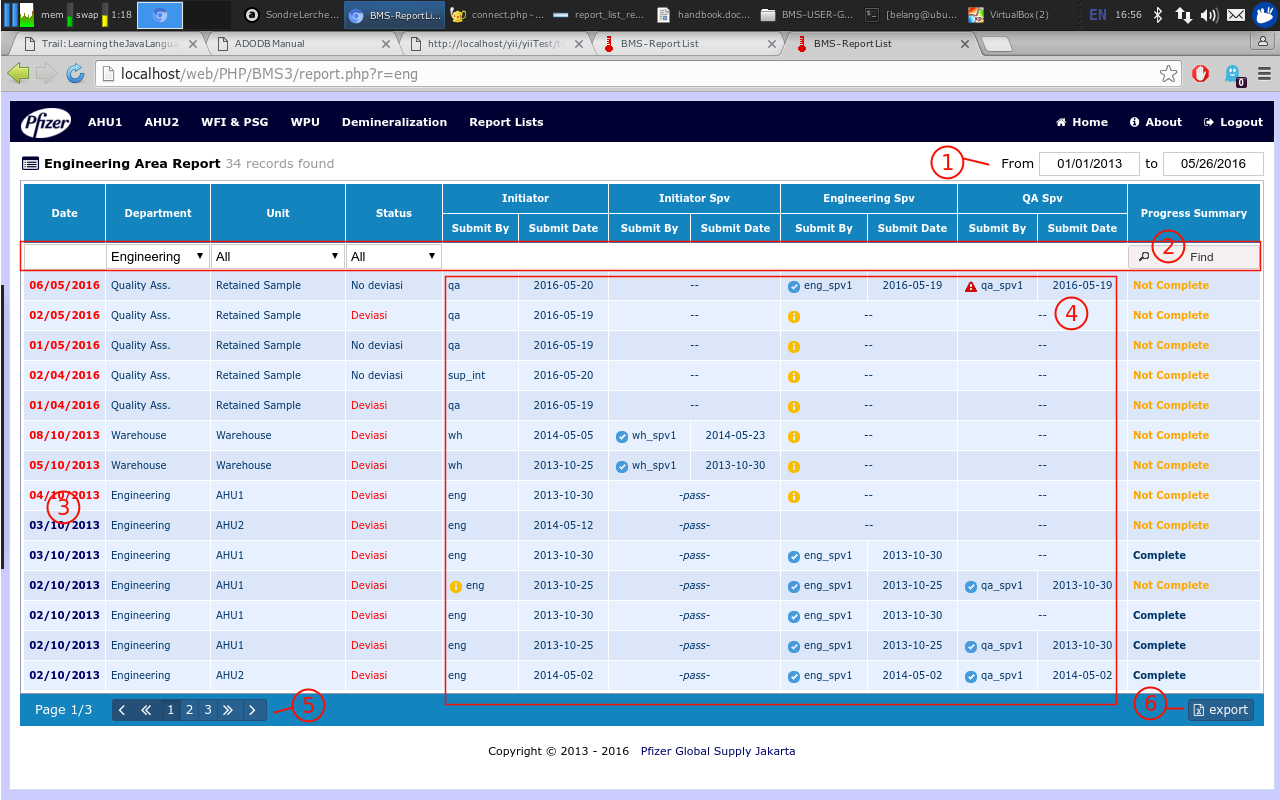 mem swap 1:18 SondreLerche... BMS-ReportLi... connect.php - ... report_list_re... handbook.doc... BMS-USER-G... [belang@ubu... VirtualBox(2) EN 16:56
Trail: Learning the Java Langua ADODB Manual http://localhost/yii/yiiTest/ BMS - Report List BMS - Report List
localhost/web/PHP/BMS3/report.php?r=eng 0
Pfizer AHU1 AHU2 WFI & PSG WPU Demineralization Report Lists Home About Logout
Engineering Area Report 34 records found 1 From 01/01/2013 to 05/26/2016
Date Department Unit Status Initiator Initiator Spv Engineering Spv QA Spv Progress Summary
Submit By Submit Date Submit By Submit Date Submit By Submit Date Submit By Submit Date
Engineering All All 2 Find
06/05/2016 Quality Ass. Retained Sample No deviasi qa 2016-05-20 -- eng_spv1 2016-05-19 qa_spv1 2016-05-19 Not Complete
02/05/2016 Quality Ass. Retained Sample Deviasi qa 2016-05-19 -- -- -- 4 Not Complete
01/05/2016 Quality Ass. Retained Sample No deviasi qa 2016-05-19 -- -- -- Not Complete
02/04/2016 Quality Ass. Retained Sample No deviasi sup_int 2016-05-20 -- -- -- Not Complete
01/04/2016 Quality Ass. Retained Sample Deviasi qa 2016-05-19 -- -- -- Not Complete
08/10/2013 Warehouse Warehouse Deviasi wh 2014-05-05 wh_spv1 2014-05-23 -- -- Not Complete
05/10/2013 Warehouse Warehouse Deviasi wh 2013-10-25 wh_spv1 2013-10-30 -- -- Not Complete
04/10/2013 Engineering AHU1 Deviasi eng 2013-10-30 -pass- -- -- Not Complete
3
03/10/2013 Engineering AHU2 Deviasi eng 2014-05-12 -pass- -- -- Not Complete
03/10/2013 Engineering AHU1 Deviasi eng 2013-10-30 -pass- eng_spv1 2013-10-30 -- Complete
02/10/2013 Engineering AHU1 Deviasi eng 2013-10-25 -pass- eng_spv1 2013-10-25 qa_spv1 2013-10-30 Not Complete
02/10/2013 Engineering AHU1 Deviasi eng 2013-10-30 -pass- eng_spv1 2013-10-30 -- Complete
02/10/2013 Engineering AHU1 Deviasi eng 2013-10-25 -pass- eng_spv1 2013-10-25 qa_spv1 2013-10-30 Complete
02/10/2013 Engineering AHU2 Deviasi eng 2014-05-02 -pass- eng_spv1 2014-05-02 qa_spv1 2014-05-02 Complete
Page 1/3 1 2 3 5 6 export
Copyright © 2013 - 2016 Pfizer Global Supply Jakarta